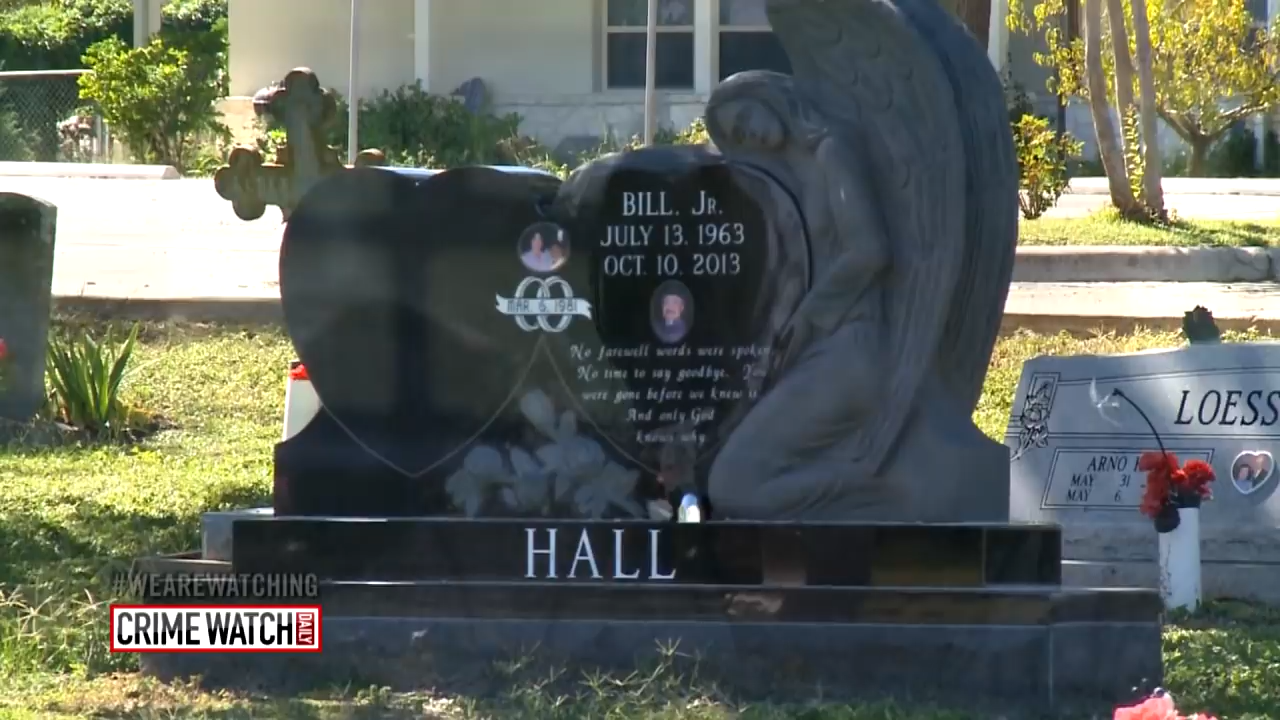 BILL. JR.
JULY 13. 1963
OCT. 10. 2013
MAR. 6. 1981
No farewell words were spoken
No time to say goodbye. You
were gone before we knew it
And only God
knows why
HALL
LOESS
ARNO
MAY 31
MAY 6
#WEAREWATCHING
CRIME WATCH DAILY